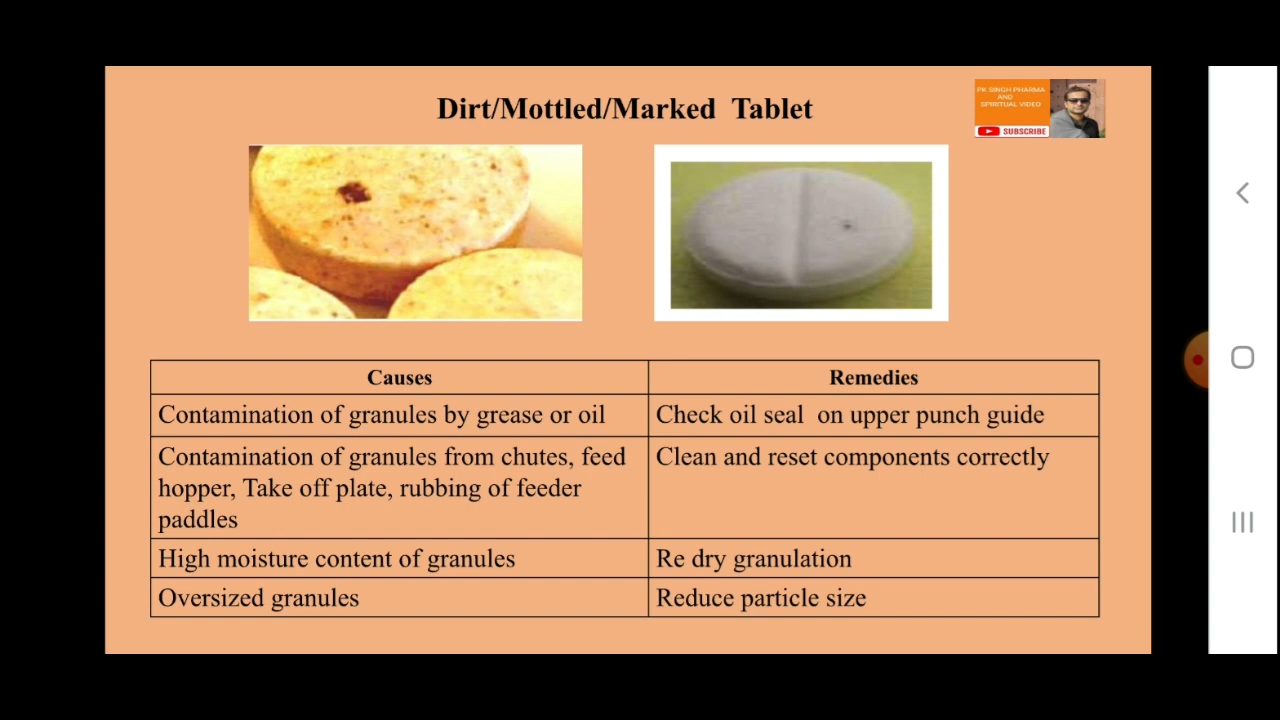 Dirt/Mottled/Marked Tablet
PK SINGH PHARMA
AND
SPIRITUAL VIDEO
SUBSCRIBE
Causes
Remedies
Contamination of granules by grease or oil
Check oil seal on upper punch guide
Contamination of granules from chutes, feed
hopper, Take off plate, rubbing of feeder
paddles
Clean and reset components correctly
High moisture content of granules
Re dry granulation
Oversized granules
Reduce particle size